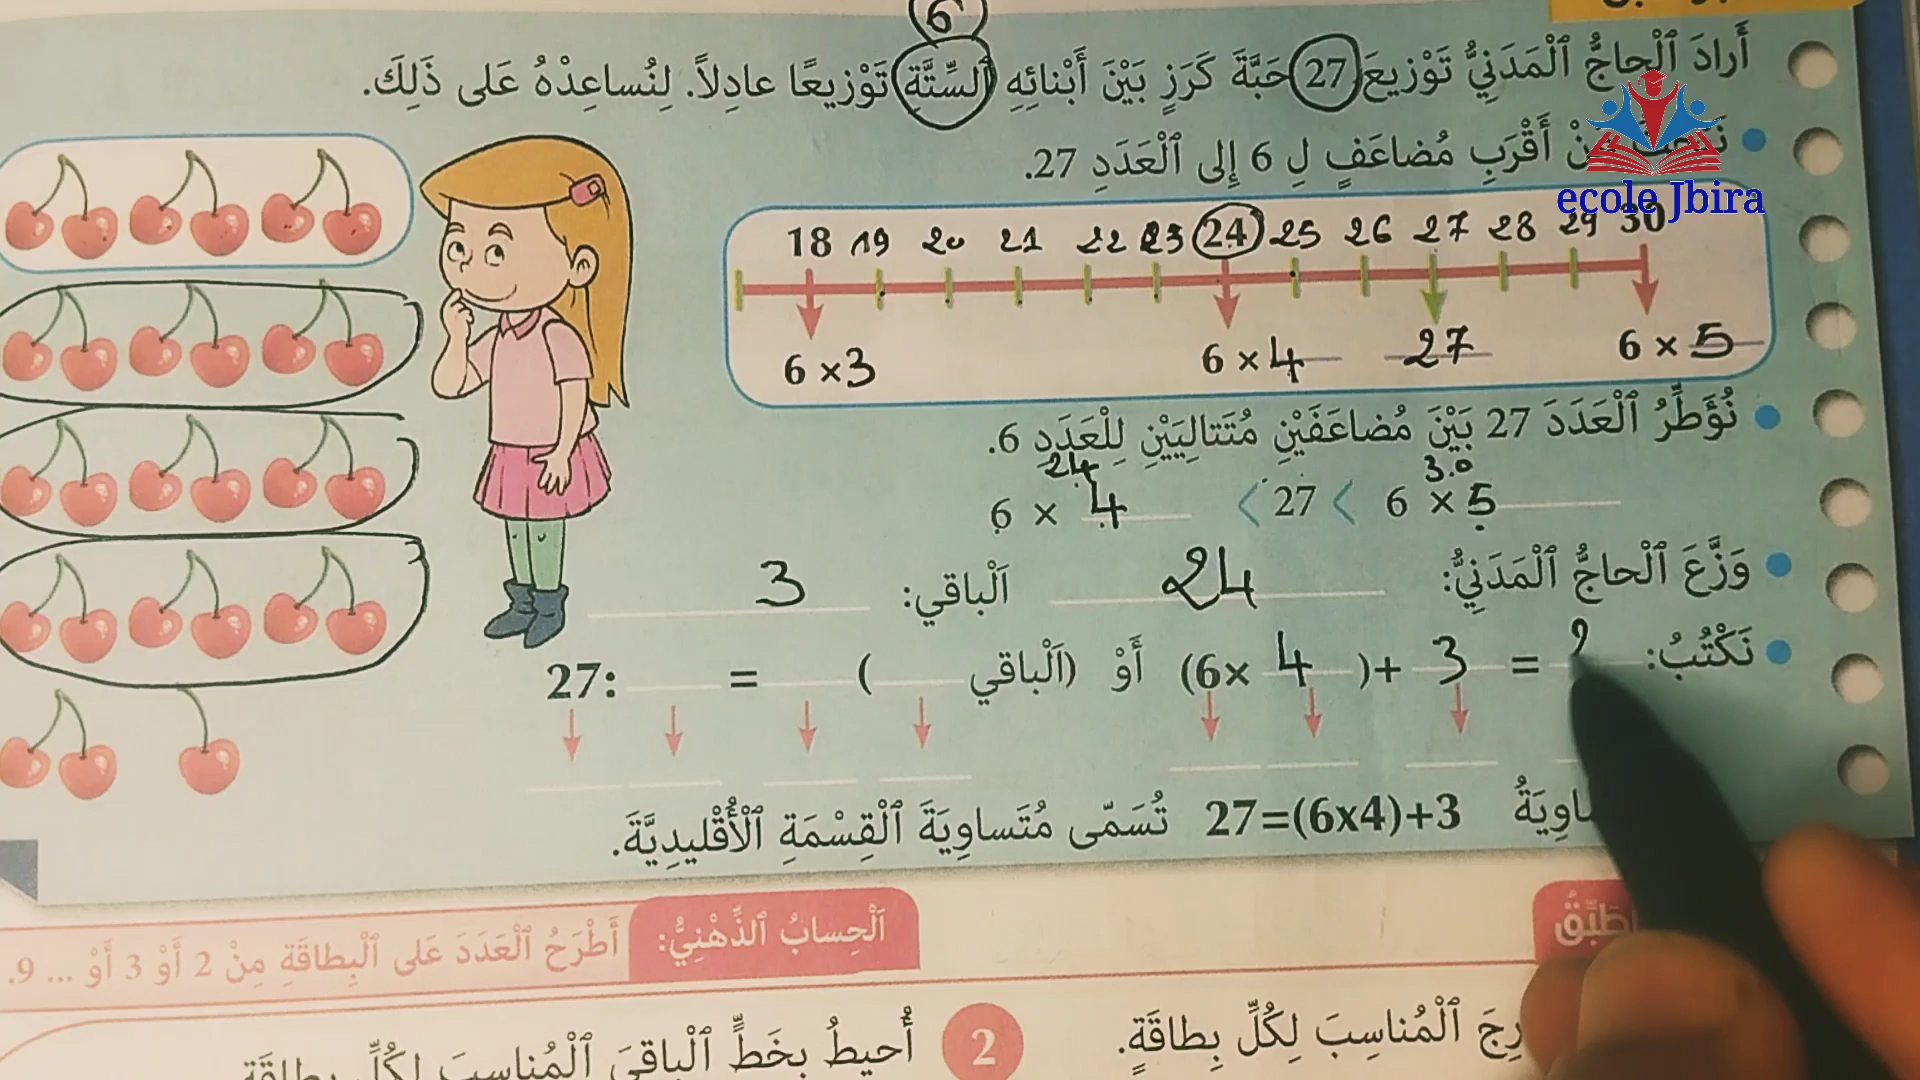 6
أَرادَ ٱلْحاجُّ ٱلْمَدَنِيُّ تَوْزيعَ 27 حَبَّةَ كَرَزٍ بَيْنَ أَبْنائِهِ ٱلسِّتَّةِ تَوْزيعًا عادِلاً. لِنُساعِدْهُ عَلى ذَلِكَ.
أَقْرَبِ مُضاعَفٍ لِ 6 إِلى ٱلْعَدَدِ 27.
ecole Jbira
18 19 20 21 22 23 24 25 26 27 28 29 30
6 ×3 6 ×4 27 6 × 5
نُؤَطِّرُ ٱلْعَدَدَ 27 بَيْنَ مُضاعَفَيْنِ مُتَتالِيَيْنِ لِلْعَدَدِ 6.
24 30
6 × 4 < 27 < 6 × 5
وَزَّعَ ٱلْحاجُّ ٱلْمَدَنِيُّ: 24 اَلْباقي: 3
نَكْتُبُ: = 3 +( 4 ×6) أَوْ (اَلْباقي ) = :27
27=(6x4)+3 تُسَمّى مُتَساوِيَةَ ٱلْقِسْمَةِ ٱلْأُقْليدِيَّةَ.
اَلْحِسابُ ٱلذِّهْنِيُّ: أَطْرَحُ ٱلْعَدَدَ عَلى ٱلْبِطاقَةِ مِنْ 2 أَوْ 3 أَوْ ... 9.
ٱلْمُناسِبَ لِكُلِّ بِطاقَةٍ.
2 أُحيطُ بِخَطٍّ ٱلْباقِيَ ٱلْمُناسِبَ لِكُلِّ بِطاقَةٍ